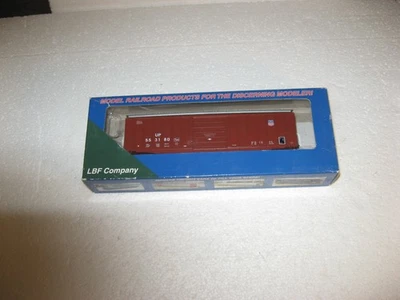 MODEL RAILROAD PRODUCTS FOR THE DISCERNING MODELER!
UP
LBF Company